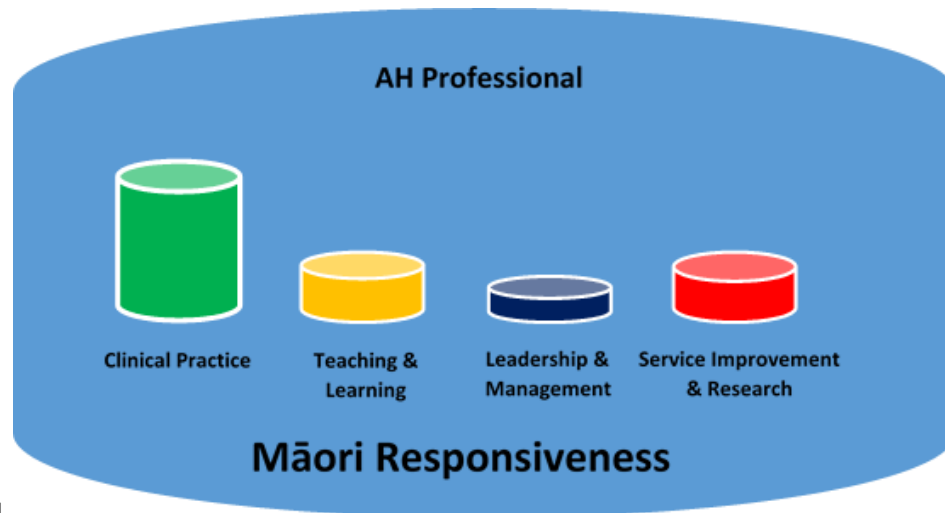 AH Professional
Clinical Practice
Teaching &
Learning
Leadership &
Management
Service Improvement
& Research
Māori Responsiveness